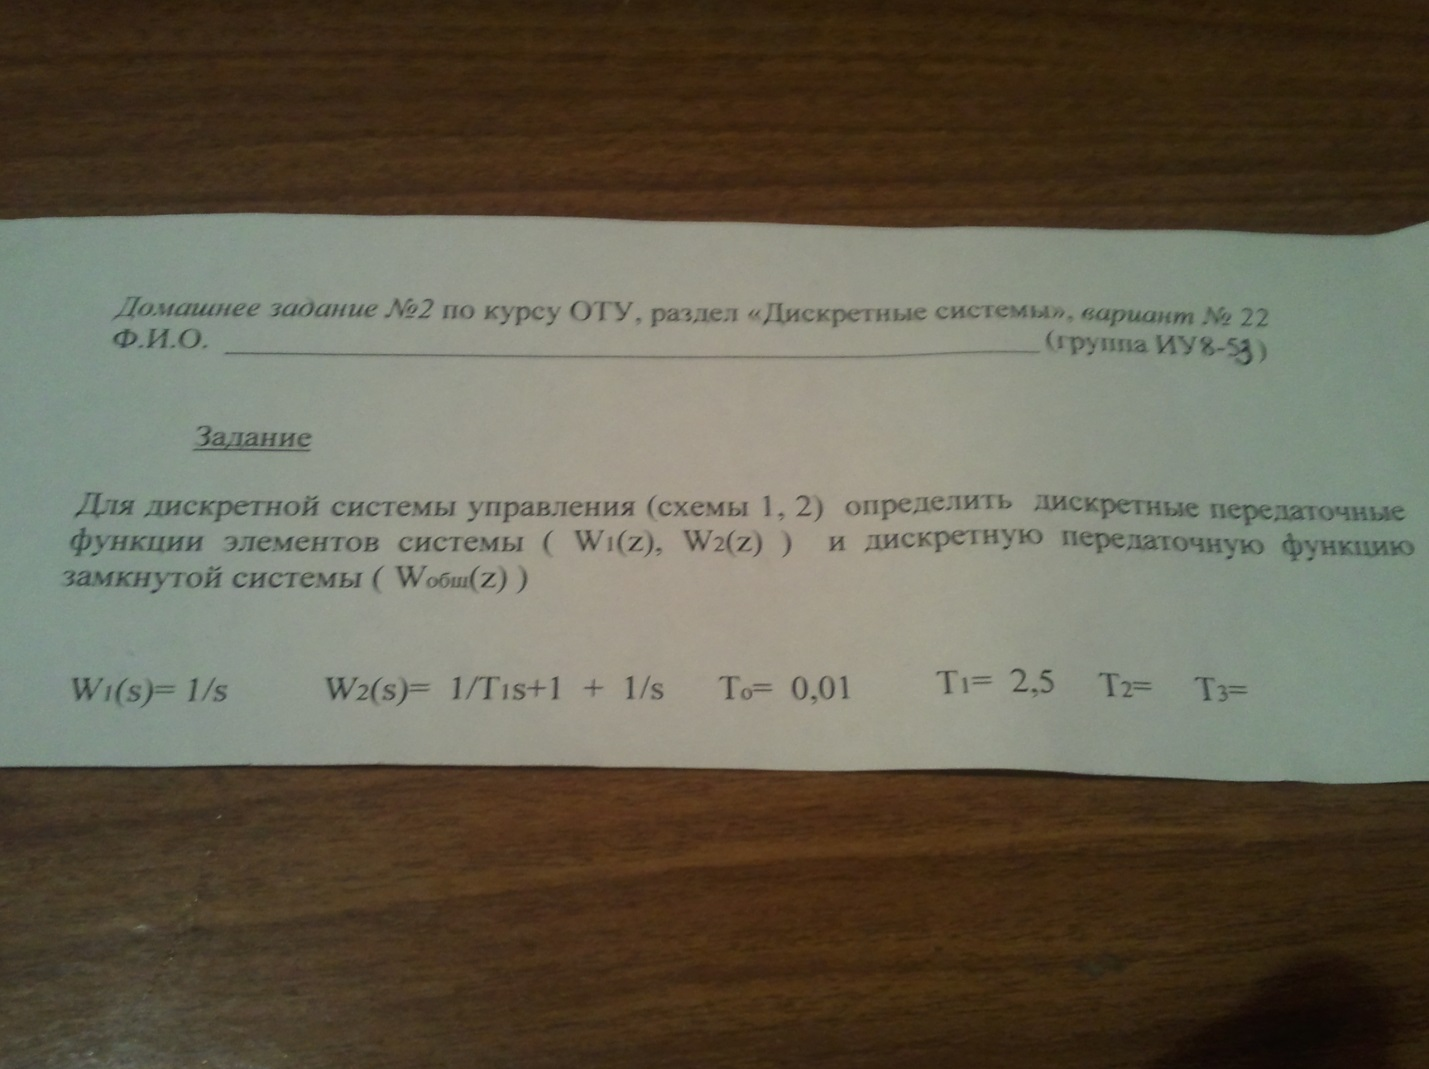 Домашнее задание №2 по курсу ОТУ, раздел «Дискретные системы», вариант № 22
Ф.И.О. (группа ИУ8-53)
Задание
Для дискретной системы управления (схемы 1, 2) определить дискретные передаточные
функции элементов системы ( W1(z), W2(z) ) и дискретную передаточную функцию
замкнутой системы ( Wобщ(z) )
W1(s)= 1/s W2(s)= 1/T1s+1 + 1/s To= 0,01 T1= 2,5 T2= T3=